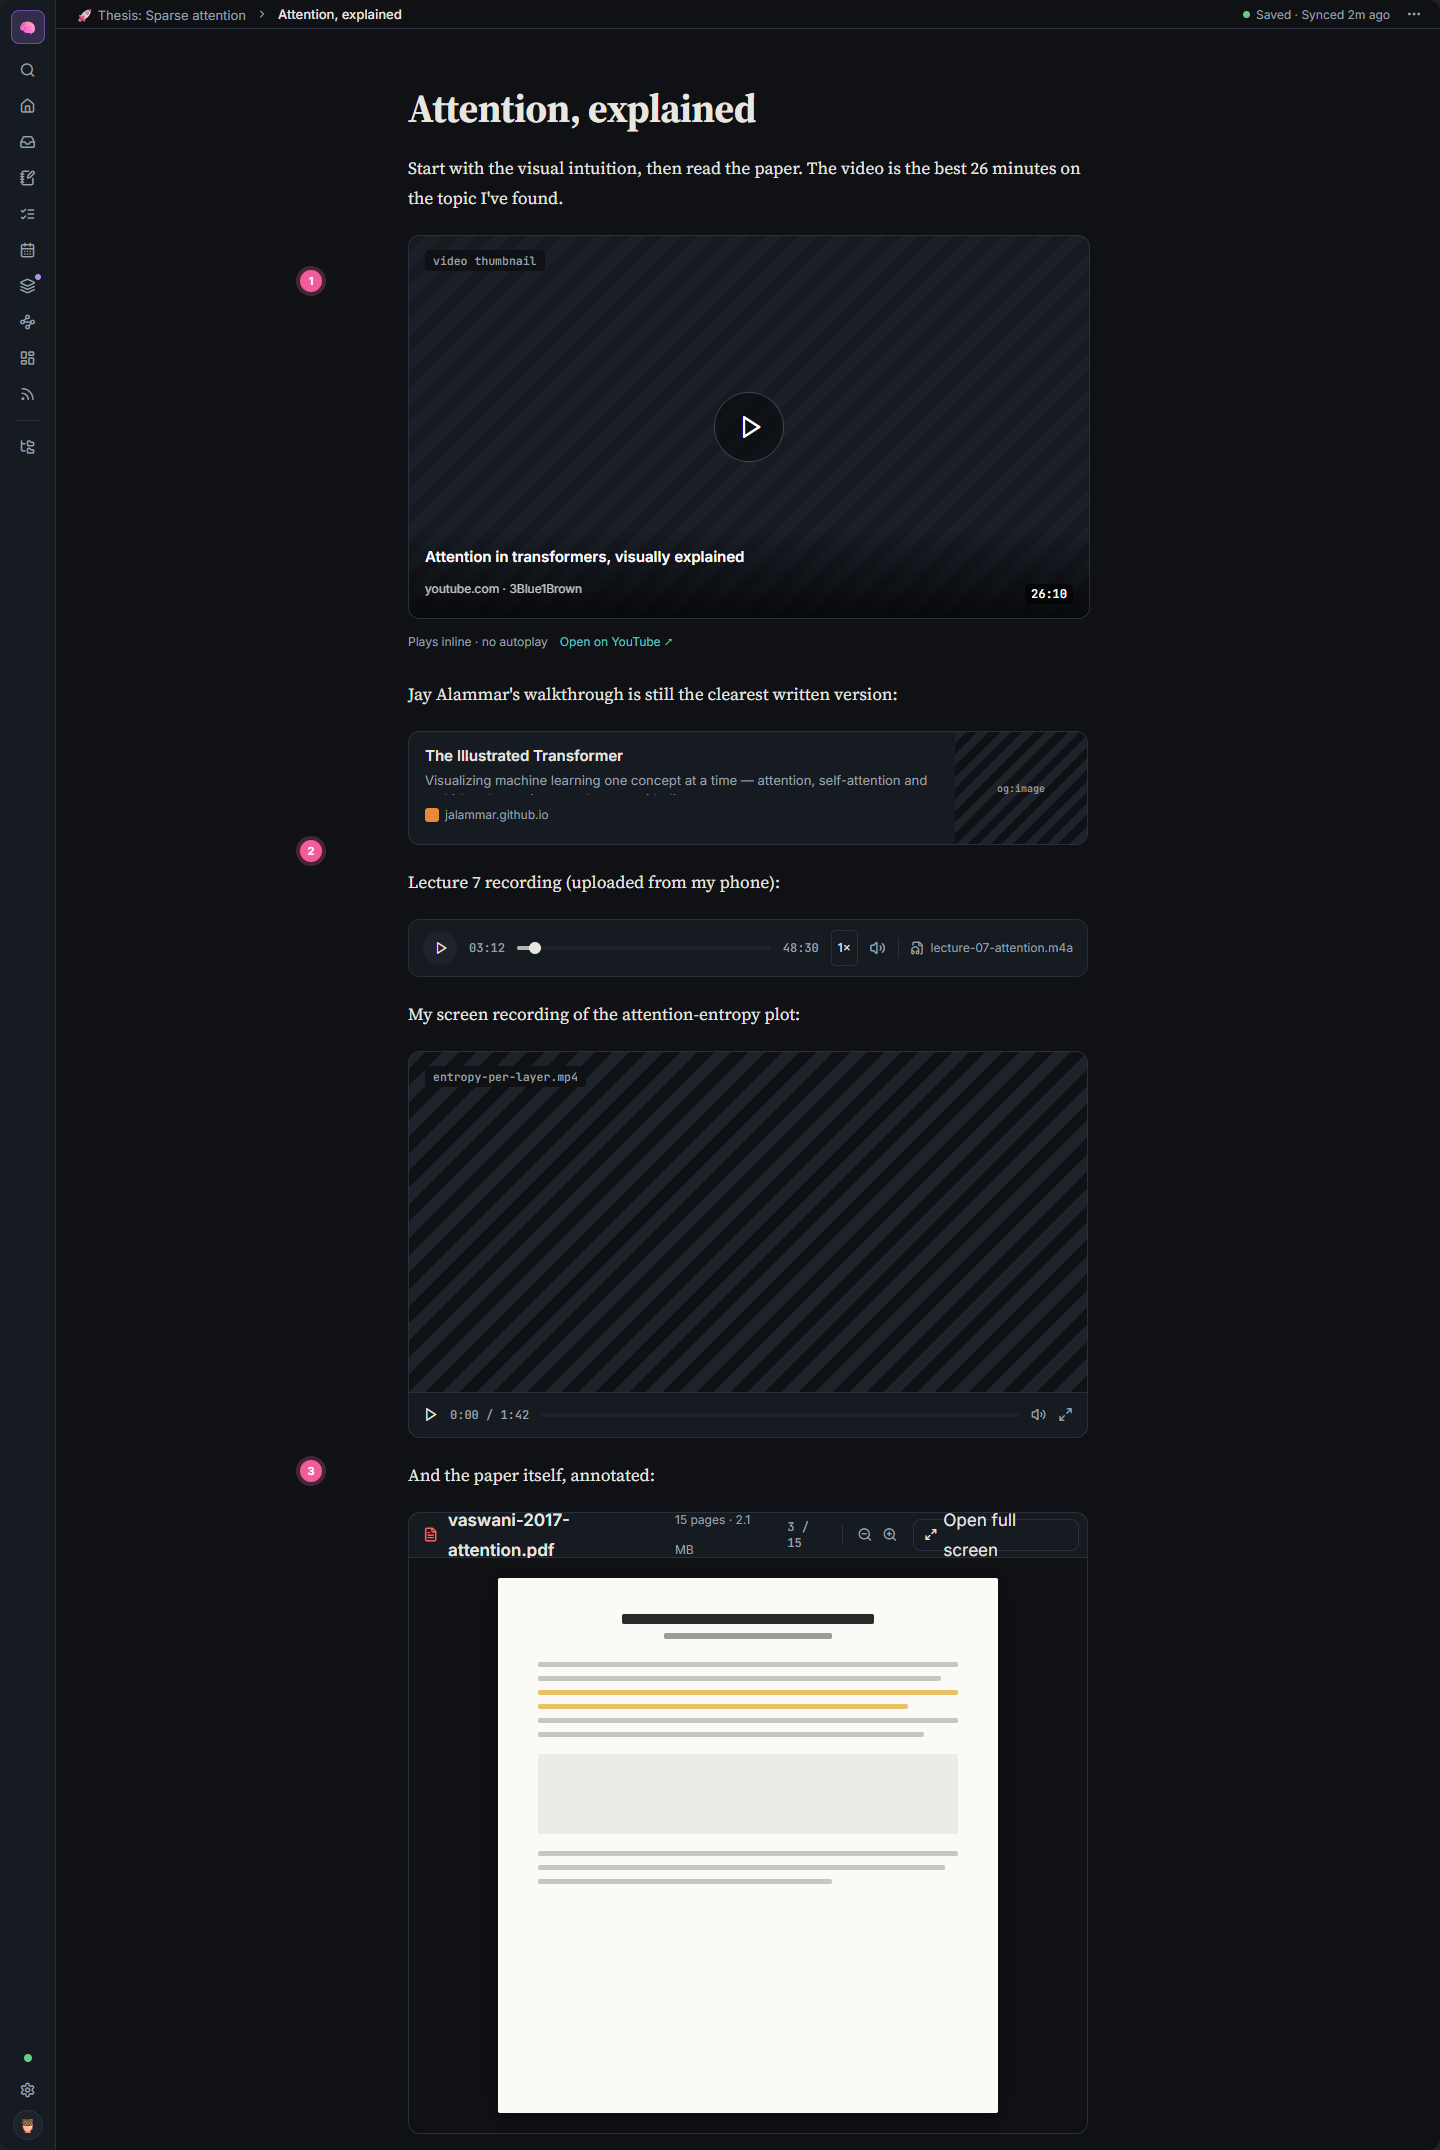 Thesis: Sparse attention
Attention, explained
Saved · Synced 2m ago
Attention, explained
Start with the visual intuition, then read the paper. The video is the best 26 minutes on
the topic I've found.
1
video thumbnail
Attention in transformers, visually explained
youtube.com · 3Blue1Brown
26:10
Plays inline · no autoplay Open on YouTube ↗
Jay Alammar's walkthrough is still the clearest written version:
The Illustrated Transformer
Visualizing machine learning one concept at a time — attention, self-attention and
jalammar.github.io
og:image
2
Lecture 7 recording (uploaded from my phone):
03:12
48:30
1×
lecture-07-attention.m4a
My screen recording of the attention-entropy plot:
entropy-per-layer.mp4
0:00 / 1:42
3
And the paper itself, annotated:
vaswani-2017-
attention.pdf
15 pages · 2.1
MB
3 /
15
Open full
screen